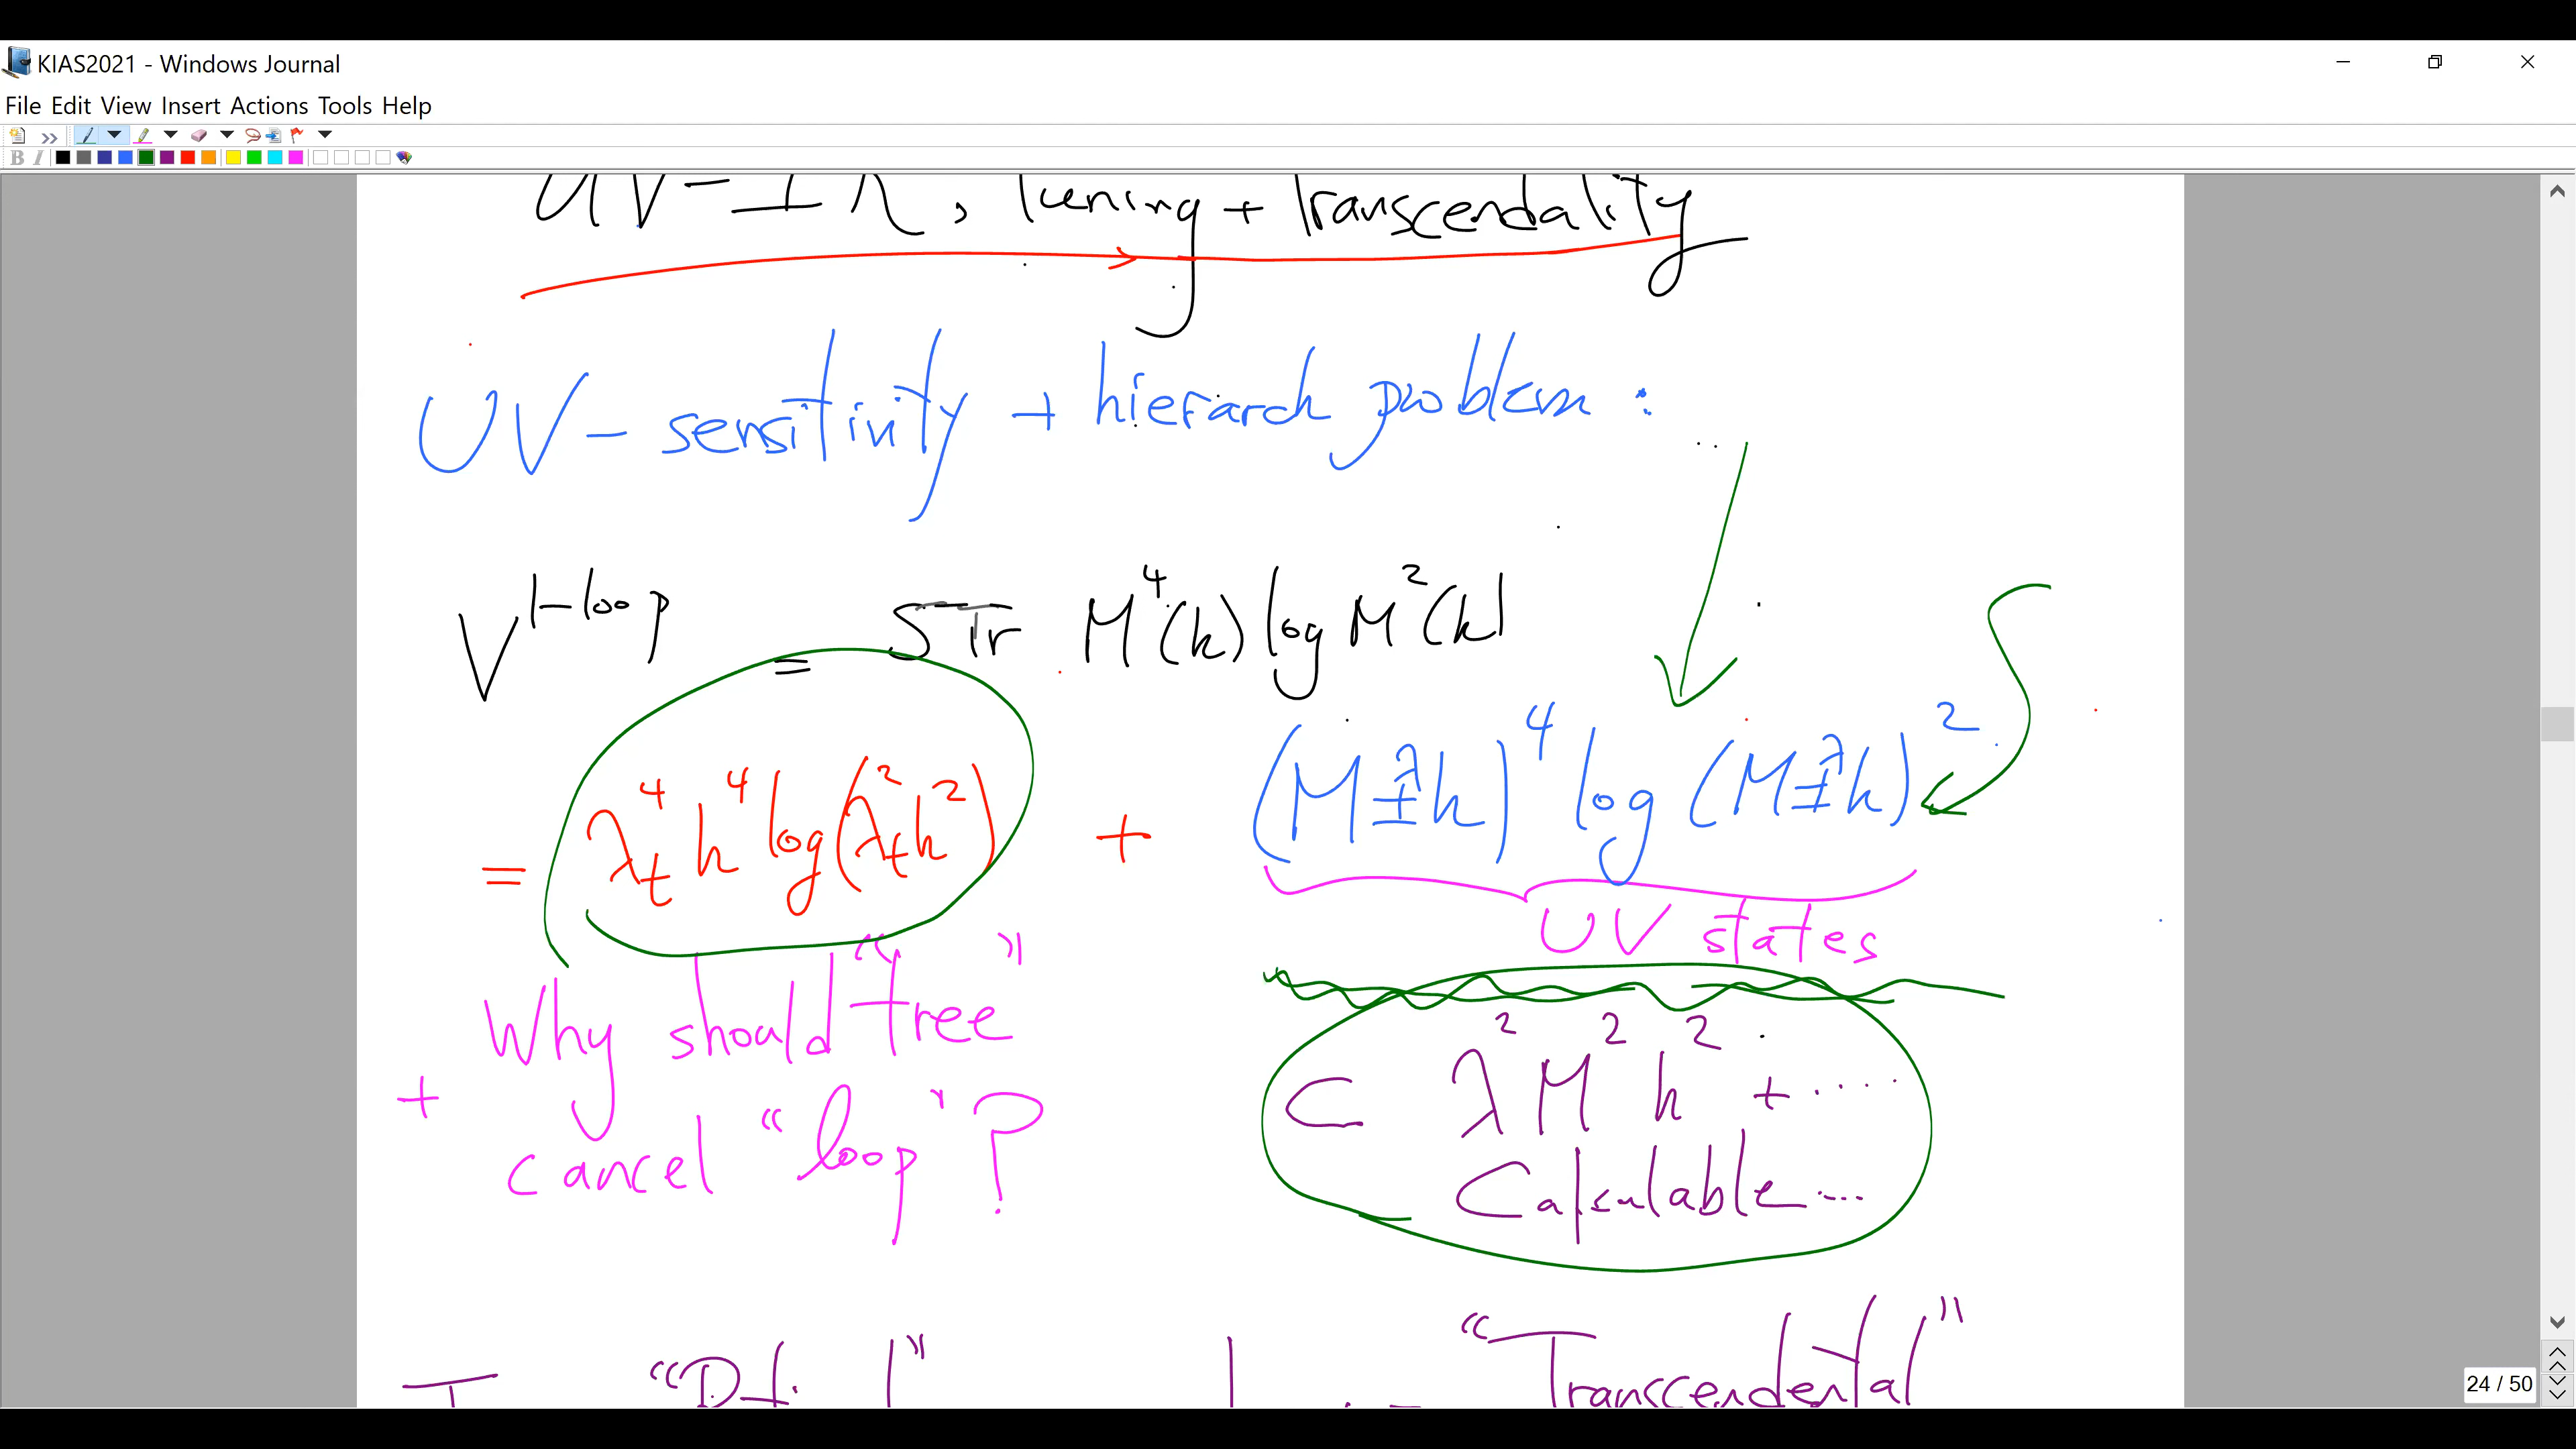 KIAS2021 - Windows Journal
File Edit View Insert Actions Tools Help
B I
UV-IR, Tuning + Transcendality
UV-sensitivity + hierarch problem :
V^{1-loop} = STr M^4(h) log M^2(h)
= λ_t^4 h^4 log(λ_t^2 h^2) + (M ± λh)^4 log (M ± λh)^2
UV states
+ Why should "tree"
cancel "loop"?
⊂ λ^2 M^2 h^2 + ....
Calculable...
"Transcendental"
24 / 50